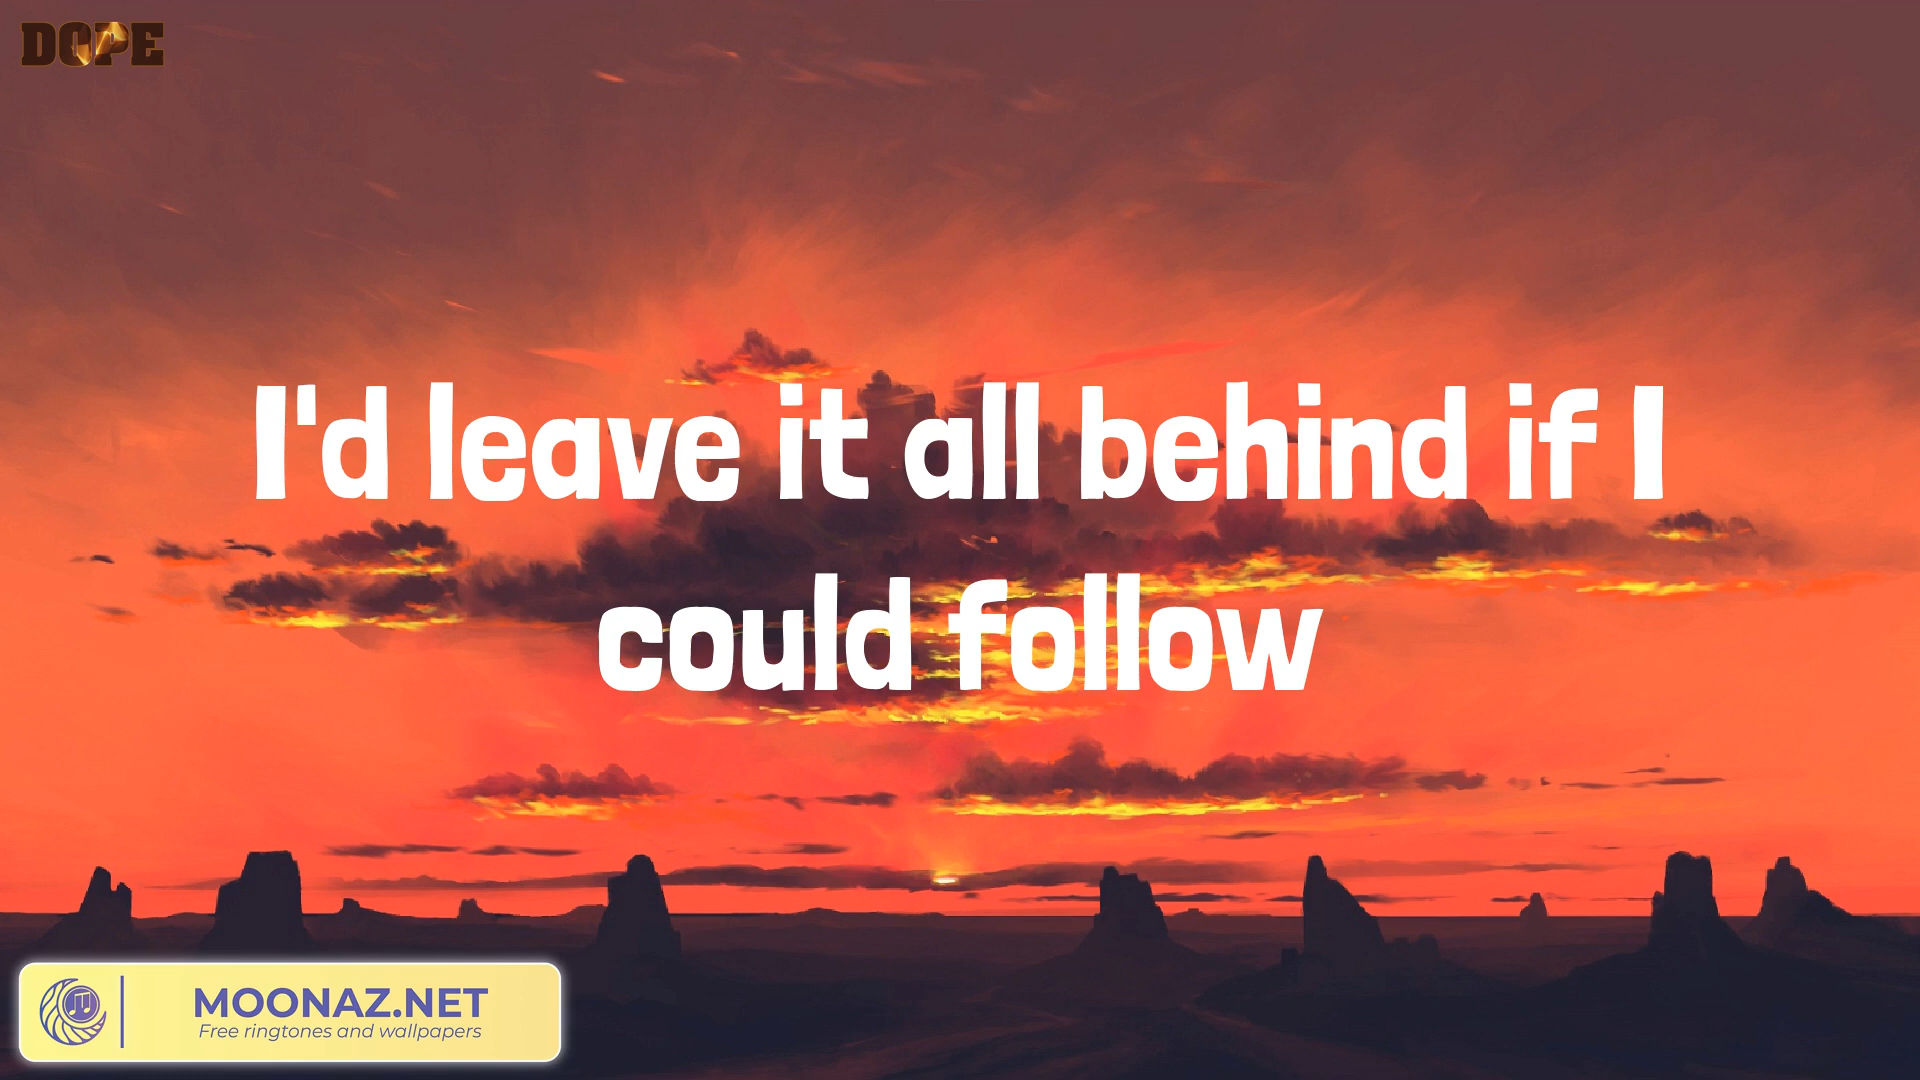 DOPE
I'd leave it all behind if I
could follow
MOONAZ.NET
Free ringtones and wallpapers